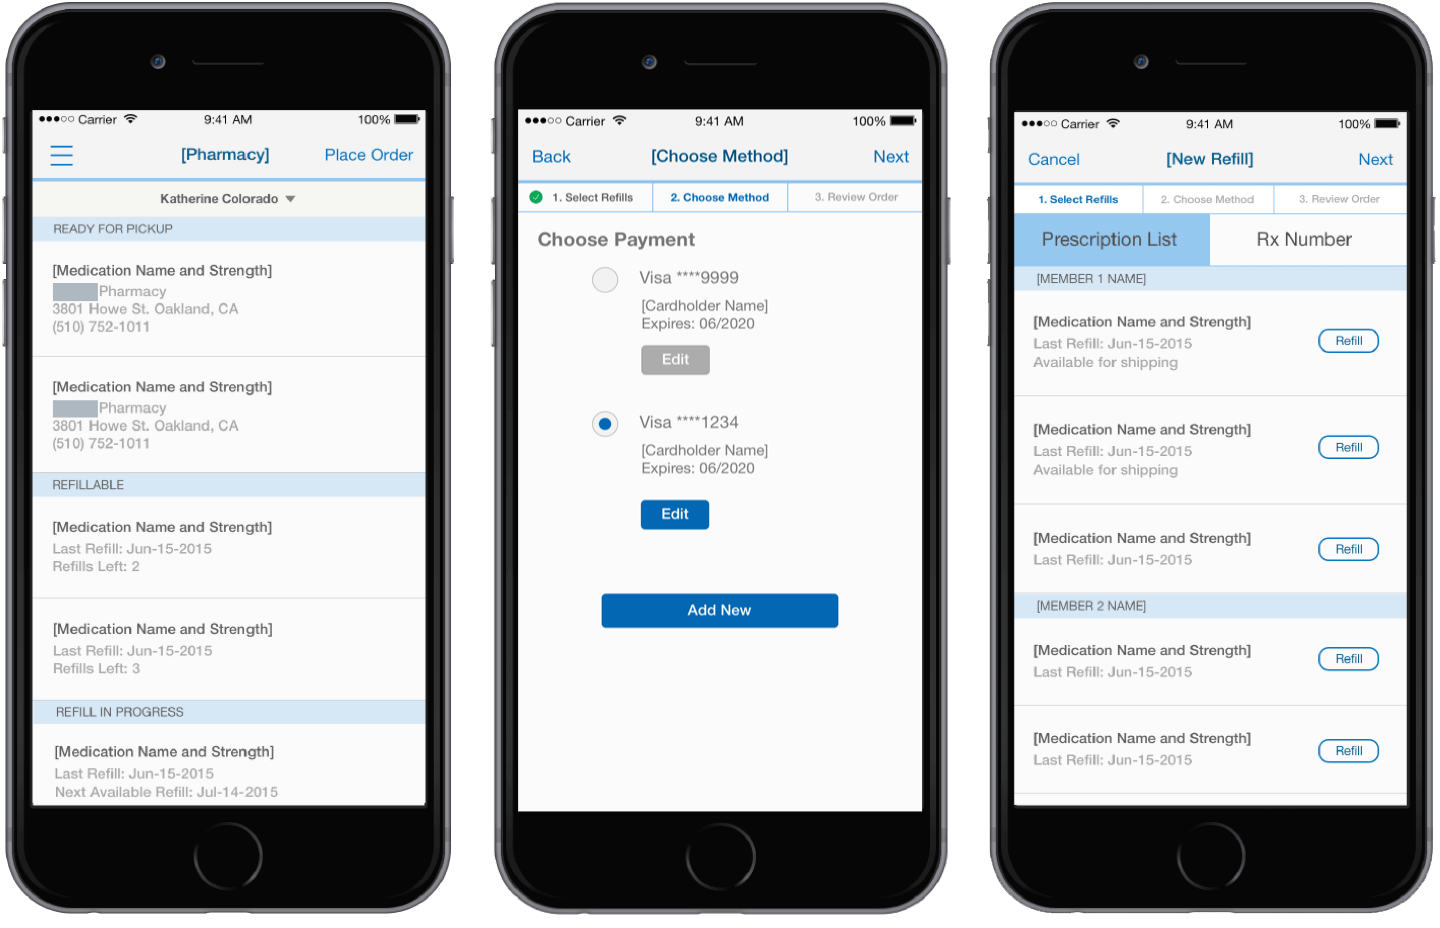 Carrier 9:41 AM 100%
[Pharmacy] Place Order
Katherine Colorado
READY FOR PICKUP
[Medication Name and Strength]
Pharmacy
3801 Howe St. Oakland, CA
(510) 752-1011
[Medication Name and Strength]
Pharmacy
3801 Howe St. Oakland, CA
(510) 752-1011
REFILLABLE
[Medication Name and Strength]
Last Refill: Jun-15-2015
Refills Left: 2
[Medication Name and Strength]
Last Refill: Jun-15-2015
Refills Left: 3
REFILL IN PROGRESS
[Medication Name and Strength]
Last Refill: Jun-15-2015
Next Available Refill: Jul-14-2015
Carrier 9:41 AM 100%
Back [Choose Method] Next
1. Select Refills 2. Choose Method 3. Review Order
Choose Payment
Visa ****9999
[Cardholder Name]
Expires: 06/2020
Edit
Visa ****1234
[Cardholder Name]
Expires: 06/2020
Edit
Add New
Carrier 9:41 AM 100%
Cancel [New Refill] Next
1. Select Refills 2. Choose Method 3. Review Order
Prescription List Rx Number
[MEMBER 1 NAME]
[Medication Name and Strength]
Last Refill: Jun-15-2015
Available for shipping
Refill
[Medication Name and Strength]
Last Refill: Jun-15-2015
Available for shipping
Refill
[Medication Name and Strength]
Last Refill: Jun-15-2015
Refill
[MEMBER 2 NAME]
[Medication Name and Strength]
Last Refill: Jun-15-2015
Refill
[Medication Name and Strength]
Last Refill: Jun-15-2015
Refill